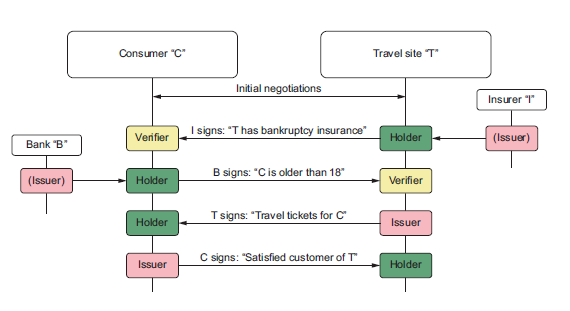 Consumer “C”
Travel site “T”
Initial negotiations
Insurer “I”
Bank “B”
Verifier
I signs: “T has bankruptcy insurance”
Holder
(Issuer)
(Issuer)
Holder
B signs: “C is older than 18”
Verifier
Holder
T signs: “Travel tickets for C”
Issuer
Issuer
C signs: “Satisfied customer of T”
Holder